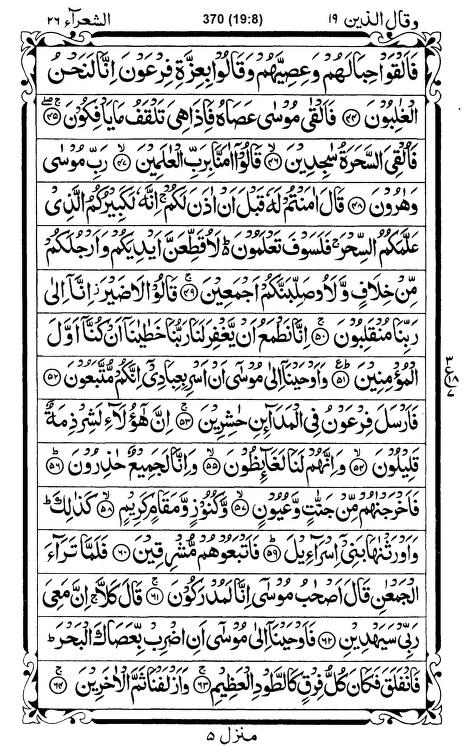 وقال الذين ١٩ 370 (19:8) الشعرآء ٢٦
فَاَلْقَوْا حِبَالَهُمْ وَعِصِيَّهُمْ وَقَالُوْا بِعِزَّةِ فِرْعَوْنَ اِنَّا لَنَحْنُ
الْغٰلِبُوْنَ ﴿٤٤﴾ فَاَلْقٰى مُوْسٰى عَصَاهُ فَاِذَا هِيَ تَلْقَفُ مَا يَاْفِكُوْنَ ﴿٤٥﴾
فَاُلْقِيَ السَّحَرَةُ سٰجِدِيْنَ ﴿٤٦﴾ قَالُوْٓا اٰمَنَّا بِرَبِّ الْعٰلَمِيْنَ ﴿٤٧﴾ رَبِّ مُوْسٰى
وَهٰرُوْنَ ﴿٤٨﴾ قَالَ اٰمَنْتُمْ لَهٗ قَبْلَ اَنْ اٰذَنَ لَكُمْ ۚ اِنَّهٗ لَكَبِيْرُكُمُ الَّذِيْ
عَلَّمَكُمُ السِّحْرَ ۚ فَلَسَوْفَ تَعْلَمُوْنَ ؕ لَاُقَطِّعَنَّ اَيْدِيَكُمْ وَاَرْجُلَكُمْ
مِّنْ خِلَافٍ وَّلَاُوصَلِّبَنَّكُمْ اَجْمَعِيْنَ ﴿٤٩﴾ قَالُوْا لَا ضَيْرَ ؗ اِنَّآ اِلٰى
رَبِّنَا مُنْقَلِبُوْنَ ﴿٥٠﴾ اِنَّا نَطْمَعُ اَنْ يَّغْفِرَ لَنَا رَبُّنَا خَطٰيٰنَآ اَنْ كُنَّآ اَوَّلَ
الْمُؤْمِنِيْنَ ﴿٥١﴾ وَاَوْحَيْنَآ اِلٰى مُوْسٰٓى اَنْ اَسْرِ بِعِبَادِيْٓ اِنَّكُمْ مُّتَّبَعُوْنَ ﴿٥٢﴾
فَاَرْسَلَ فِرْعَوْنُ فِي الْمَدَآئِنِ حٰشِرِيْنَ ﴿٥٣﴾ اِنَّ هٰٓؤُلَآءِ لَشِرْذِمَةٌ
قَلِيْلُوْنَ ﴿٥٤﴾ وَاِنَّهُمْ لَنَا لَغَآئِظُوْنَ ﴿٥٥﴾ وَاِنَّا لَجَمِيْعٌ حٰذِرُوْنَ ﴿٥٦﴾
فَاَخْرَجْنٰهُمْ مِّنْ جَنّٰتٍ وَّعُيُوْنٍ ﴿٥٧﴾ وَّكُنُوْزٍ وَّمَقَامٍ كَرِيْمٍ ﴿٥٨﴾ كَذٰلِكَ ؕ
وَاَوْرَثْنٰهَا بَنِيْٓ اِسْرَآءِيْلَ ﴿٥٩﴾ فَاَتْبَعُوْهُمْ مُّشْرِقِيْنَ ﴿٦٠﴾ فَلَمَّا تَرَآءَ
الْجَمْعٰنِ قَالَ اَصْحٰبُ مُوْسٰٓى اِنَّا لَمُدْرَكُوْنَ ﴿٦١﴾ قَالَ كَلَّا ۚ اِنَّ مَعِيَ
رَبِّيْ سَيَهْدِيْنِ ﴿٦٢﴾ فَاَوْحَيْنَآ اِلٰى مُوْسٰٓى اَنِ اضْرِبْ بِّعَصَاكَ الْبَحْرَ ؕ
فَانْفَلَقَ فَكَانَ كُلُّ فِرْقٍ كَالطَّوْدِ الْعَظِيْمِ ﴿٦٣﴾ وَاَزْلَفْنَا ثَمَّ الْاٰخَرِيْنَ ﴿٦٤﴾
منزل ٥